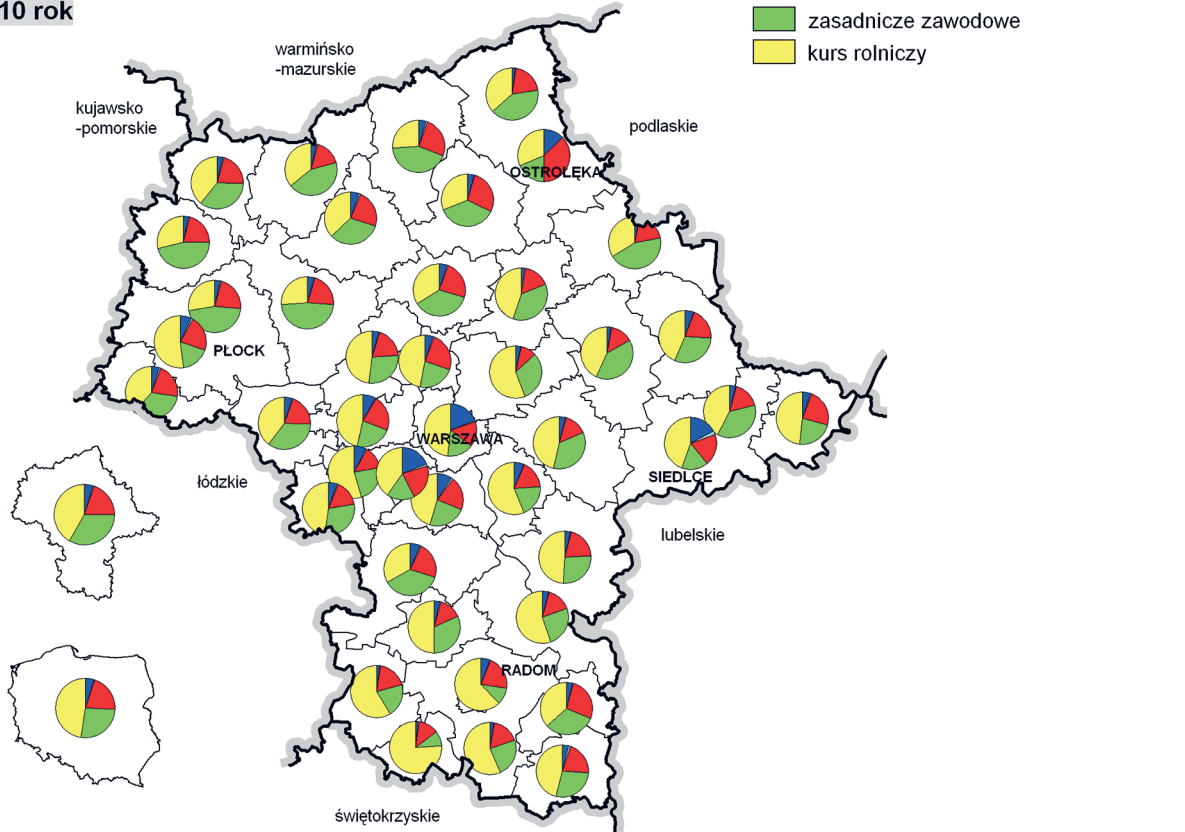 10 rok
zasadnicze zawodowe
kurs rolniczy
warmińsko
-mazurskie
kujawsko
-pomorskie
podlaskie
OSTROŁĘKA
PŁOCK
WARSZAWA
SIEDLCE
łódzkie
lubelskie
RADOM
świętokrzyskie